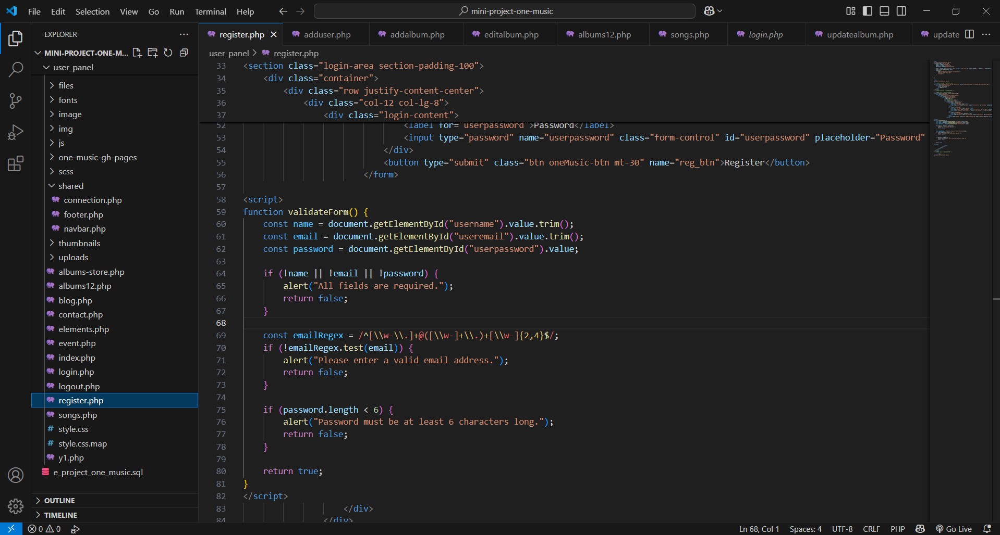 File Edit Selection View Go Run Terminal Help
mini-project-one-music
EXPLORER
MINI-PROJECT-ONE-M...
user_panel
files
fonts
image
img
js
one-music-gh-pages
scss
shared
connection.php
footer.php
navbar.php
thumbnails
uploads
albums-store.php
albums12.php
blog.php
contact.php
elements.php
event.php
index.php
login.php
logout.php
register.php
songs.php
# style.css
# style.css.map
y1.php
e_project_one_music.sql
OUTLINE
TIMELINE
register.php adduser.php addalbum.php editalbum.php albums12.php songs.php login.php updatealbum.php update
user_panel > register.php
33 <section class="login-area section-padding-100">
34 <div class="container">
35 <div class="row justify-content-center">
36 <div class="col-12 col-lg-8">
37 <div class="login-content">
52 <label for="userpassword">Password</label>
53 <input type="password" name="userpassword" class="form-control" id="userpassword" placeholder="Password"
54 </div>
55 <button type="submit" class="btn oneMusic-btn mt-30" name="reg_btn">Register</button>
56 </form>
57
58 <script>
59 function validateForm() {
60 const name = document.getElementById("username").value.trim();
61 const email = document.getElementById("useremail").value.trim();
62 const password = document.getElementById("userpassword").value;
63
64 if (!name || !email || !password) {
65 alert("All fields are required.");
66 return false;
67 }
68
69 const emailRegex = /^[\\w-\\.]+@([\\w-]+\\.)+[\\w-]{2,4}$/;
70 if (!emailRegex.test(email)) {
71 alert("Please enter a valid email address.");
72 return false;
73 }
74
75 if (password.length < 6) {
76 alert("Password must be at least 6 characters long.");
77 return false;
78 }
79
80 return true;
81 }
82 </script>
83 </div>
84 </div>
0 0
Ln 68, Col 1 Spaces: 4 UTF-8 CRLF PHP Go Live